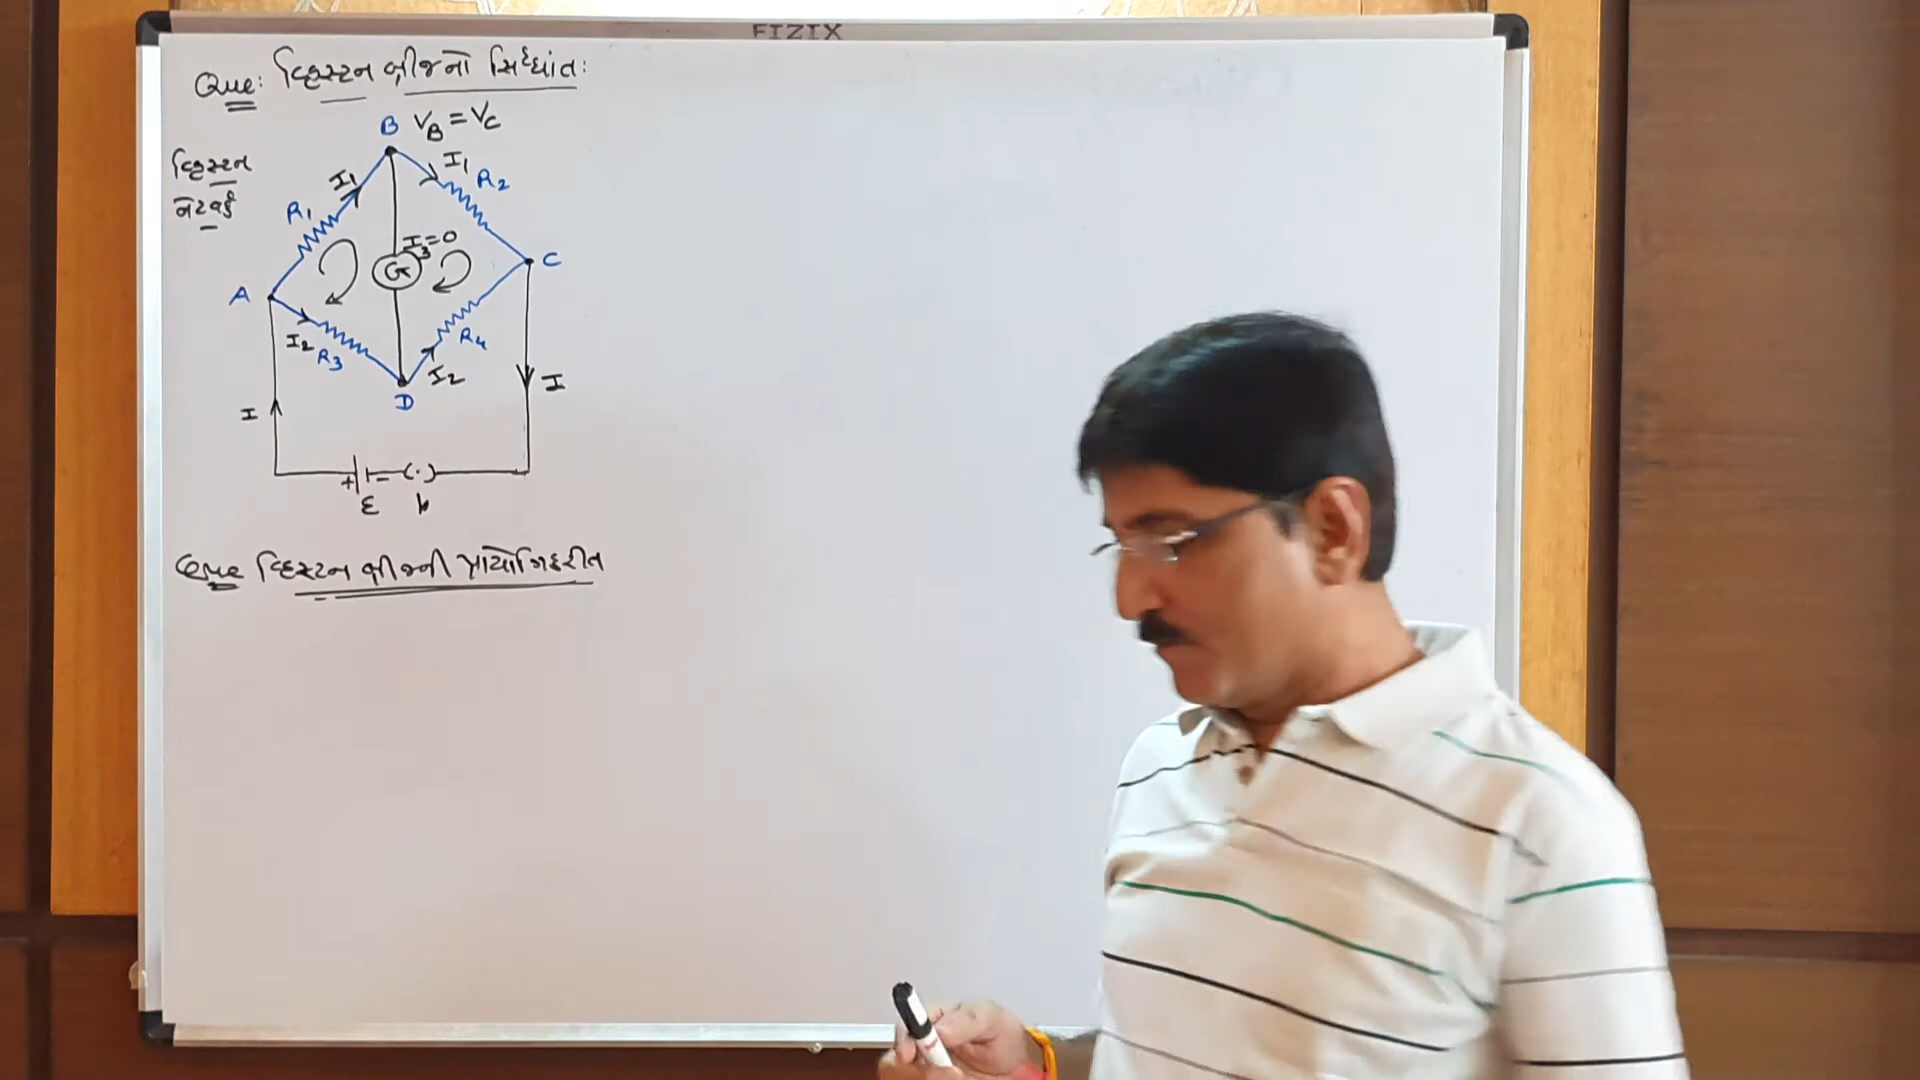 FIZIX
Que: વ્હિસ્ટન બ્રીજનો સિદ્ધાંત:
B V_B = V_C
વ્હિસ્ટન
નેટવર્ક
I₁
I₁
R₂
R₁
I₃=0
G
C
A
I₂
R₃
R₄
I₂
D
I
I
+ -
ε k
Que વ્હિસ્ટન બ્રીજની પ્રાયોગિકરીત